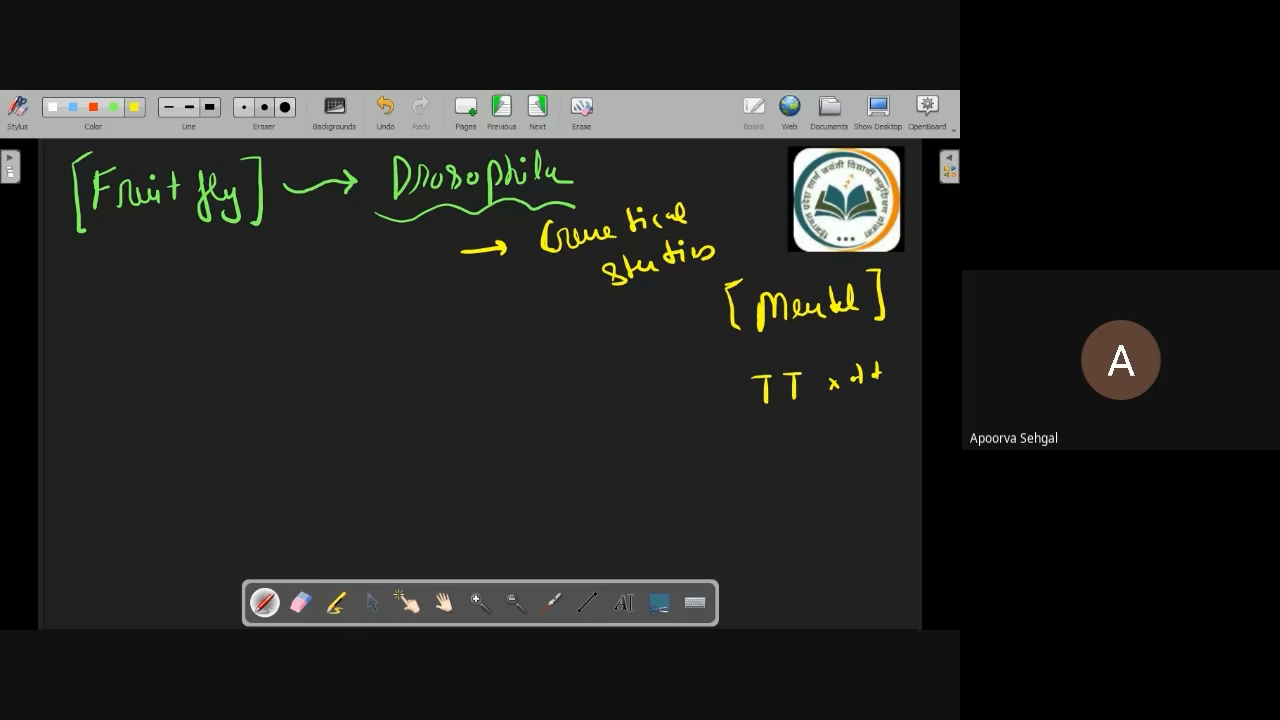 Stylus
Color
Line
Eraser
Backgrounds
Undo
Redo
Pages
Previous
Next
Erase
Board
Web
Documents
Show Desktop
OpenBoard
[Fruit fly] → Drosophila
→ Genetical
Studies
[Mendel]
TT × tt
A
Apoorva Sehgal
AI